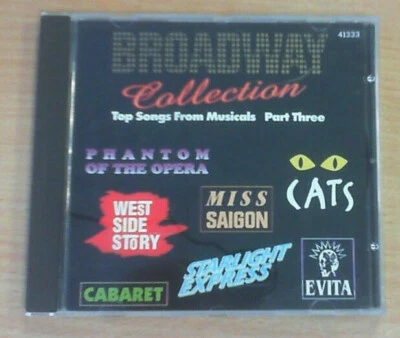 BROADWAY
41333
Collection
Top Songs From Musicals Part Three
PHANTOM
OF THE OPERA
CATS
WEST
SIDE
STORY
MISS
SAIGON
STARLIGHT
EXPRESS
EVITA
CABARET